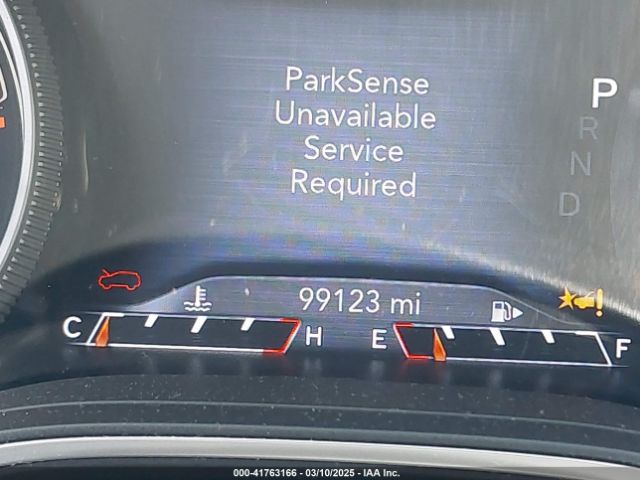 ParkSense
Unavailable
Service
Required
P
R
N
D
99123 mi
C
H
E
F
000-41763166 - 03/10/2025 - IAA Inc.